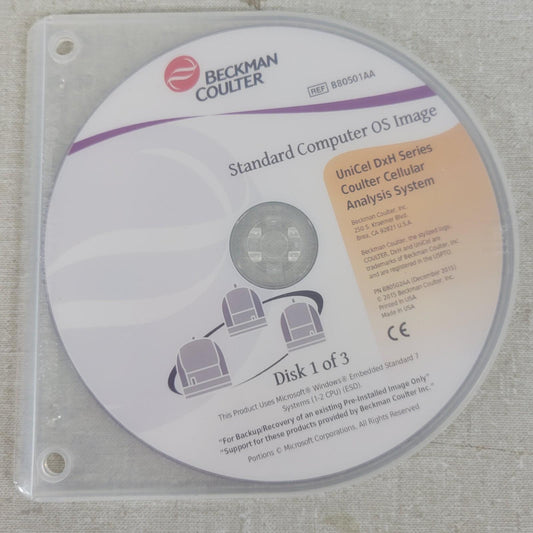 BECKMAN
COULTER
REF B80501AA
Standard Computer OS Image
UniCel DxH Series
Coulter Cellular
Analysis System
Beckman Coulter, Inc.
250 S. Kraemer Blvd.
Brea, CA 92821 U.S.A.
Beckman Coulter, the stylized logo,
COULTER, DxH and UniCel are
trademarks of Beckman Coulter, Inc
and are registered in the USPTO.
PN B80502AA (December 2015)
© 2015 Beckman Coulter, Inc.
Printed in USA
Made in USA
CE
Disk 1 of 3
This Product Uses Microsoft® Windows® Embedded Standard 7
Systems (1-2 CPU) (ESD).
"For Backup/Recovery of an existing Pre-Installed Image Only"
"Support for these products provided by Beckman Coulter Inc."
Portions © Microsoft Corporations. All Rights Reserved